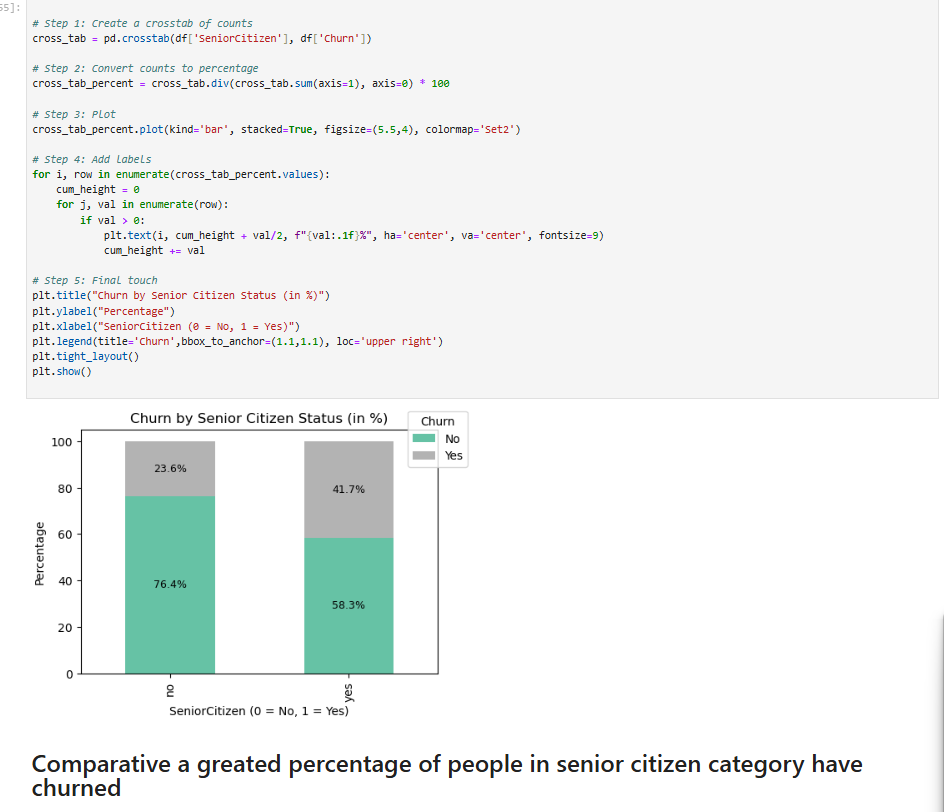 55]:
# Step 1: Create a crosstab of counts
cross_tab = pd.crosstab(df['SeniorCitizen'], df['Churn'])
# Step 2: Convert counts to percentage
cross_tab_percent = cross_tab.div(cross_tab.sum(axis=1), axis=0) * 100
# Step 3: Plot
cross_tab_percent.plot(kind='bar', stacked=True, figsize=(5.5,4), colormap='Set2')
# Step 4: Add labels
for i, row in enumerate(cross_tab_percent.values):
    cum_height = 0
    for j, val in enumerate(row):
        if val > 0:
            plt.text(i, cum_height + val/2, f"{val:.1f}%", ha='center', va='center', fontsize=9)
            cum_height += val
# Step 5: Final touch
plt.title("Churn by Senior Citizen Status (in %)")
plt.ylabel("Percentage")
plt.xlabel("SeniorCitizen (0 = No, 1 = Yes)")
plt.legend(title='Churn',bbox_to_anchor=(1.1,1.1), loc='upper right')
plt.tight_layout()
plt.show()
Churn by Senior Citizen Status (in %)
Churn
No
Yes
100
80
60
40
20
0
Percentage
23.6%
41.7%
76.4%
58.3%
no
yes
SeniorCitizen (0 = No, 1 = Yes)
Comparative a greated percentage of people in senior citizen category have
churned